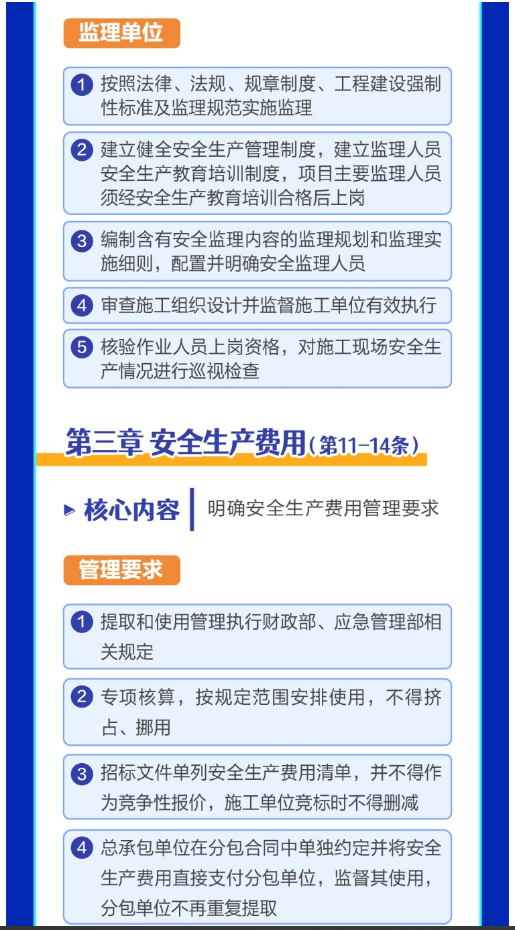 监理单位
1 按照法律、法规、规章制度、工程建设强制
性标准及监理规范实施监理
2 建立健全安全生产管理制度，建立监理人员
安全生产教育培训制度，项目主要监理人员
须经安全生产教育培训合格后上岗
3 编制含有安全监理内容的监理规划和监理实
施细则，配置并明确安全监理人员
4 审查施工组织设计并监督施工单位有效执行
5 核验作业人员上岗资格，对施工现场安全生
产情况进行巡视检查
第三章 安全生产费用（第11-14条）
核心内容 明确安全生产费用管理要求
管理要求
1 提取和使用管理执行财政部、应急管理部相
关规定
2 专项核算，按规定范围安排使用，不得挤
占、挪用
3 招标文件单列安全生产费用清单，并不得作
为竞争性报价，施工单位竞标时不得删减
4 总承包单位在分包合同中单独约定并将安全
生产费用直接支付分包单位，监督其使用，
分包单位不再重复提取